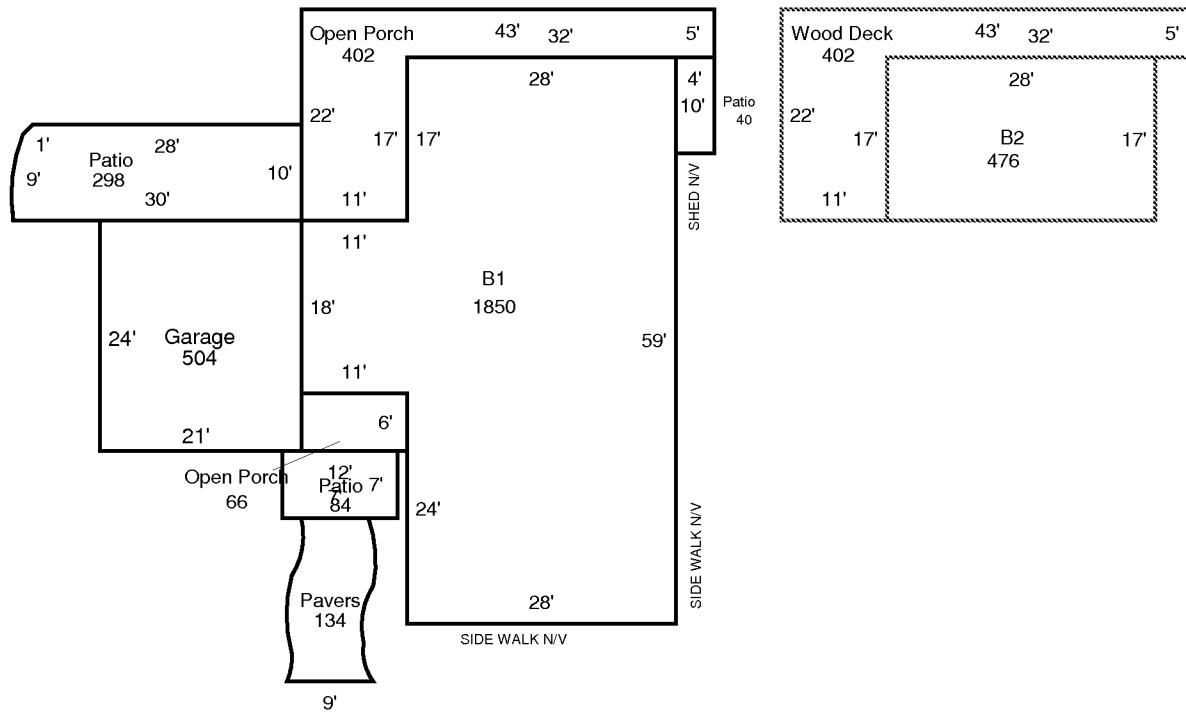 Open Porch 43' 32' 5'
402
28' 4'
10' Patio
40
22' 17' 17'
1' 28'
Patio 10'
9' 298
30' 11'
SHED N/V
11'
B1
18' 1850
24' Garage 59'
504
11'
6'
21'
Open Porch 12' 7'
Patio
66 7'
84
24'
SIDE WALK N/V
Pavers 28'
134
SIDE WALK N/V
9'
Wood Deck 43' 32' 5'
402
28'
22' 17' B2 17'
476
11'